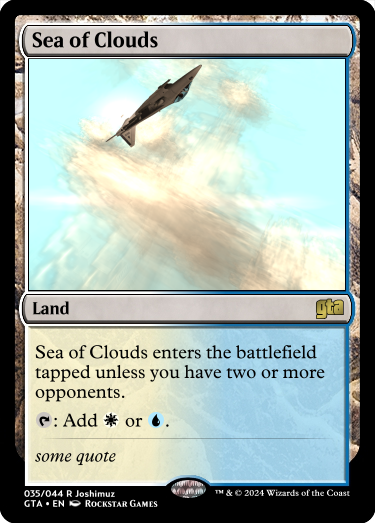 Sea of Clouds
Land
gta
Sea of Clouds enters the battlefield
tapped unless you have two or more
opponents.
: Add or .
some quote
035/044 R Joshimuz
GTA • EN Rockstar Games
™ & © 2024 Wizards of the Coast